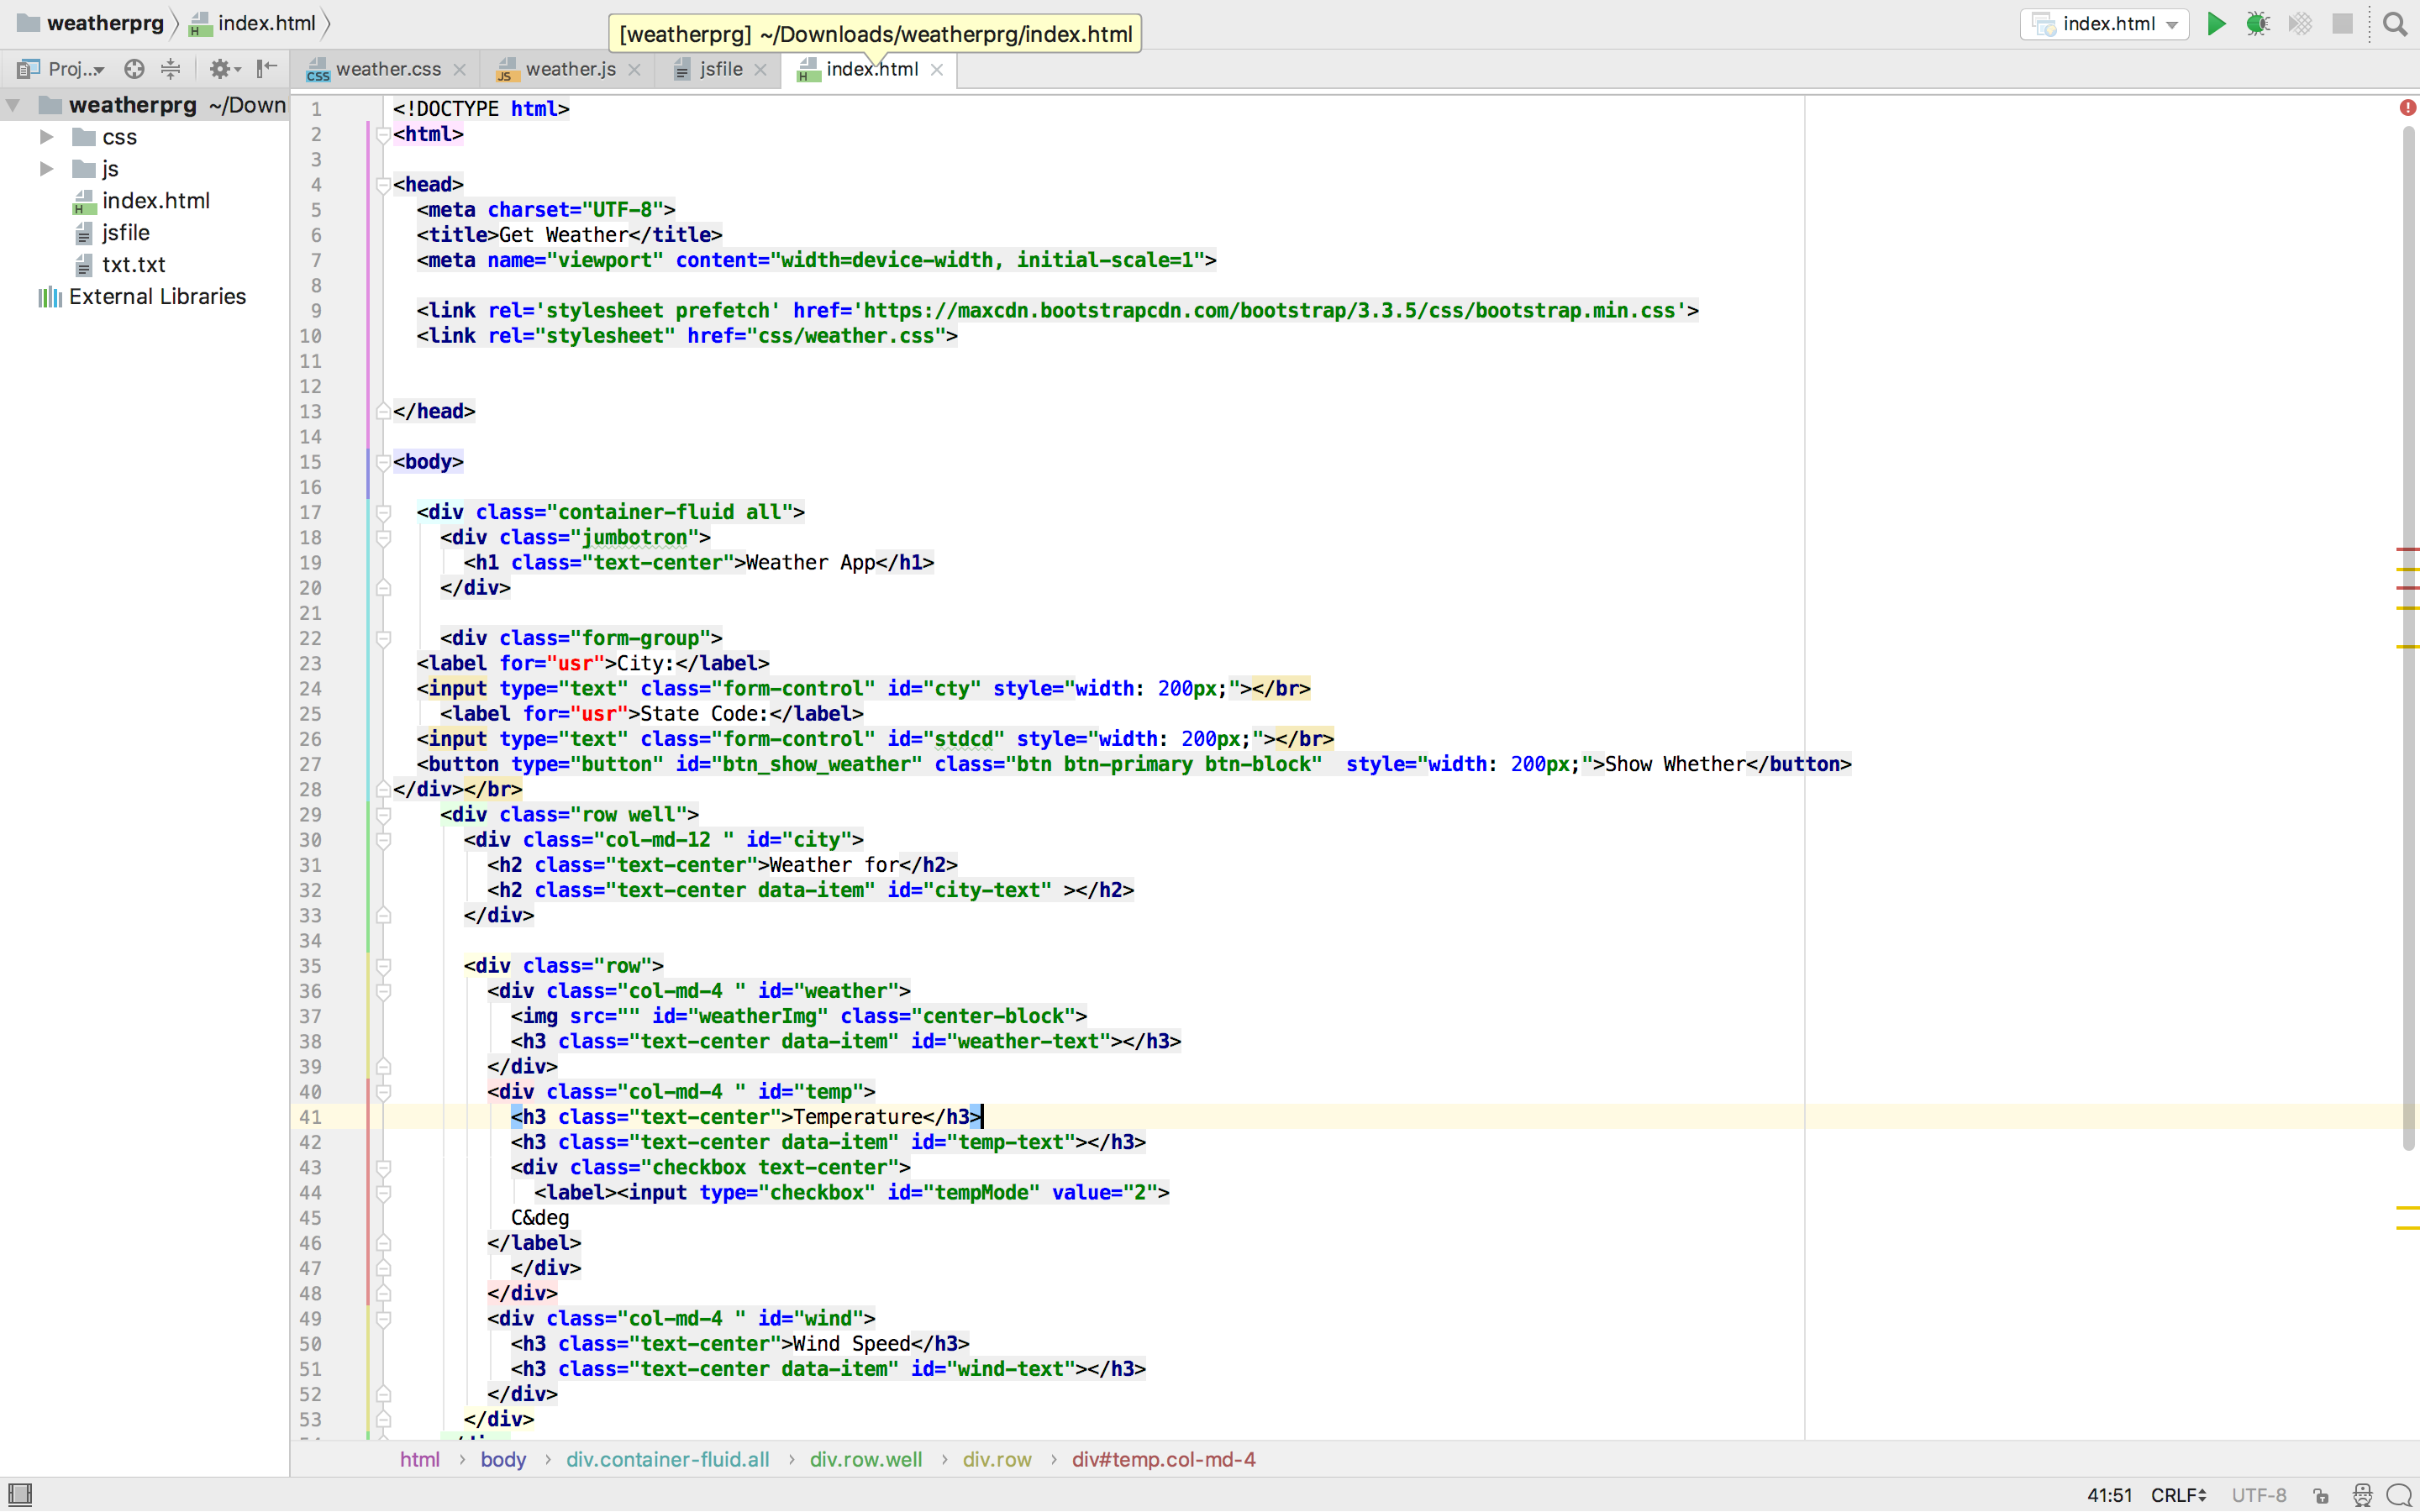 weatherprg index.html
[weatherprg] ~/Downloads/weatherprg/index.html
index.html
Proj...
weather.css
weather.js
jsfile
index.html
weatherprg ~/Down
css
js
index.html
jsfile
txt.txt
External Libraries
1 <!DOCTYPE html>
2 <html>
3
4 <head>
5 <meta charset="UTF-8">
6 <title>Get Weather</title>
7 <meta name="viewport" content="width=device-width, initial-scale=1">
8
9 <link rel='stylesheet prefetch' href='https://maxcdn.bootstrapcdn.com/bootstrap/3.3.5/css/bootstrap.min.css'>
10 <link rel="stylesheet" href="css/weather.css">
11
12
13 </head>
14
15 <body>
16
17 <div class="container-fluid all">
18 <div class="jumbotron">
19 <h1 class="text-center">Weather App</h1>
20 </div>
21
22 <div class="form-group">
23 <label for="usr">City:</label>
24 <input type="text" class="form-control" id="cty" style="width: 200px;"></br>
25 <label for="usr">State Code:</label>
26 <input type="text" class="form-control" id="stdcd" style="width: 200px;"></br>
27 <button type="button" id="btn_show_weather" class="btn btn-primary btn-block"  style="width: 200px;">Show Whether</button>
28 </div></br>
29 <div class="row well">
30 <div class="col-md-12 " id="city">
31 <h2 class="text-center">Weather for</h2>
32 <h2 class="text-center data-item" id="city-text" ></h2>
33 </div>
34
35 <div class="row">
36 <div class="col-md-4 " id="weather">
37 <img src="" id="weatherImg" class="center-block">
38 <h3 class="text-center data-item" id="weather-text"></h3>
39 </div>
40 <div class="col-md-4 " id="temp">
41 <h3 class="text-center">Temperature</h3>
42 <h3 class="text-center data-item" id="temp-text"></h3>
43 <div class="checkbox text-center">
44 <label><input type="checkbox" id="tempMode" value="2">
45 C&deg
46 </label>
47 </div>
48 </div>
49 <div class="col-md-4 " id="wind">
50 <h3 class="text-center">Wind Speed</h3>
51 <h3 class="text-center data-item" id="wind-text"></h3>
52 </div>
53 </div>
html › body › div.container-fluid.all › div.row.well › div.row › div#temp.col-md-4
41:51 CRLF UTF-8